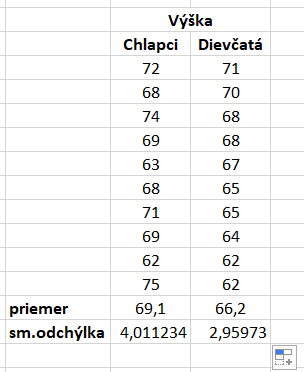 Výška
Chlapci Dievčatá
72 71
68 70
74 68
69 68
63 67
68 65
71 65
69 64
62 62
75 62
priemer 69,1 66,2
sm.odchýlka 4,011234 2,95973